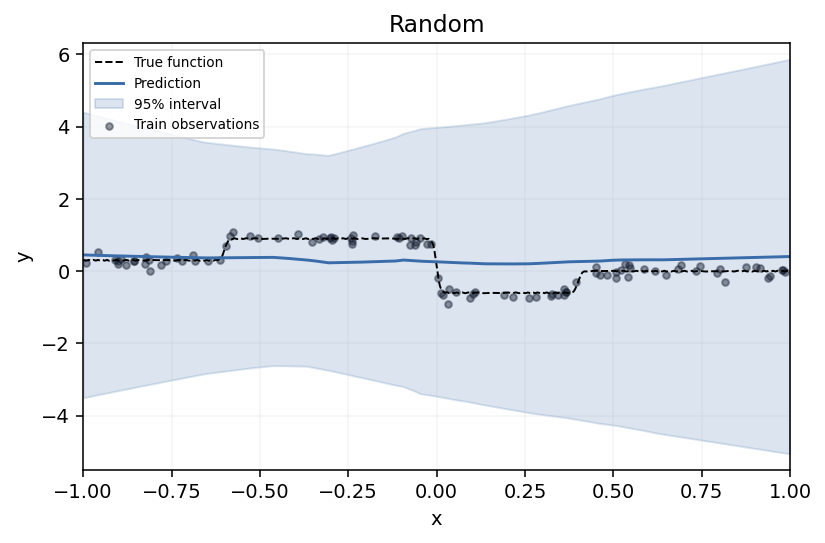 Random
True function
Prediction
95% interval
Train observations
6
4
2
0
−2
−4
y
−1.00 −0.75 −0.50 −0.25 0.00 0.25 0.50 0.75 1.00
x